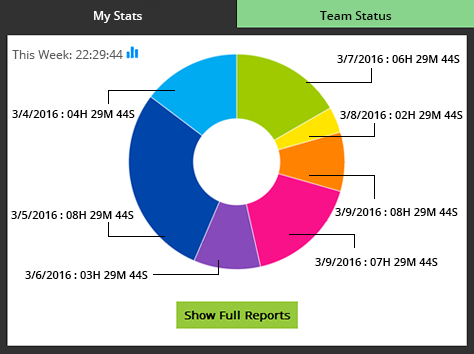 My Stats
Team Status
This Week: 22:29:44
3/7/2016 : 06H 29M 44S
3/4/2016 : 04H 29M 44S
3/8/2016 : 02H 29M 44S
3/9/2016 : 08H 29M 44S
3/5/2016 : 08H 29M 44S
3/9/2016 : 07H 29M 44S
3/6/2016 : 03H 29M 44S
Show Full Reports